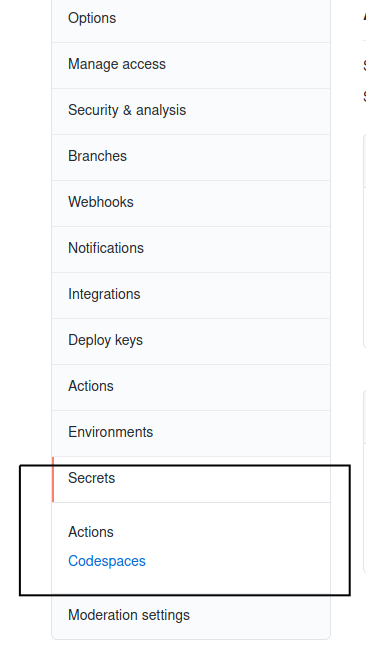 Options
Manage access
Security & analysis
Branches
Webhooks
Notifications
Integrations
Deploy keys
Actions
Environments
Secrets
Actions
Codespaces
Moderation settings